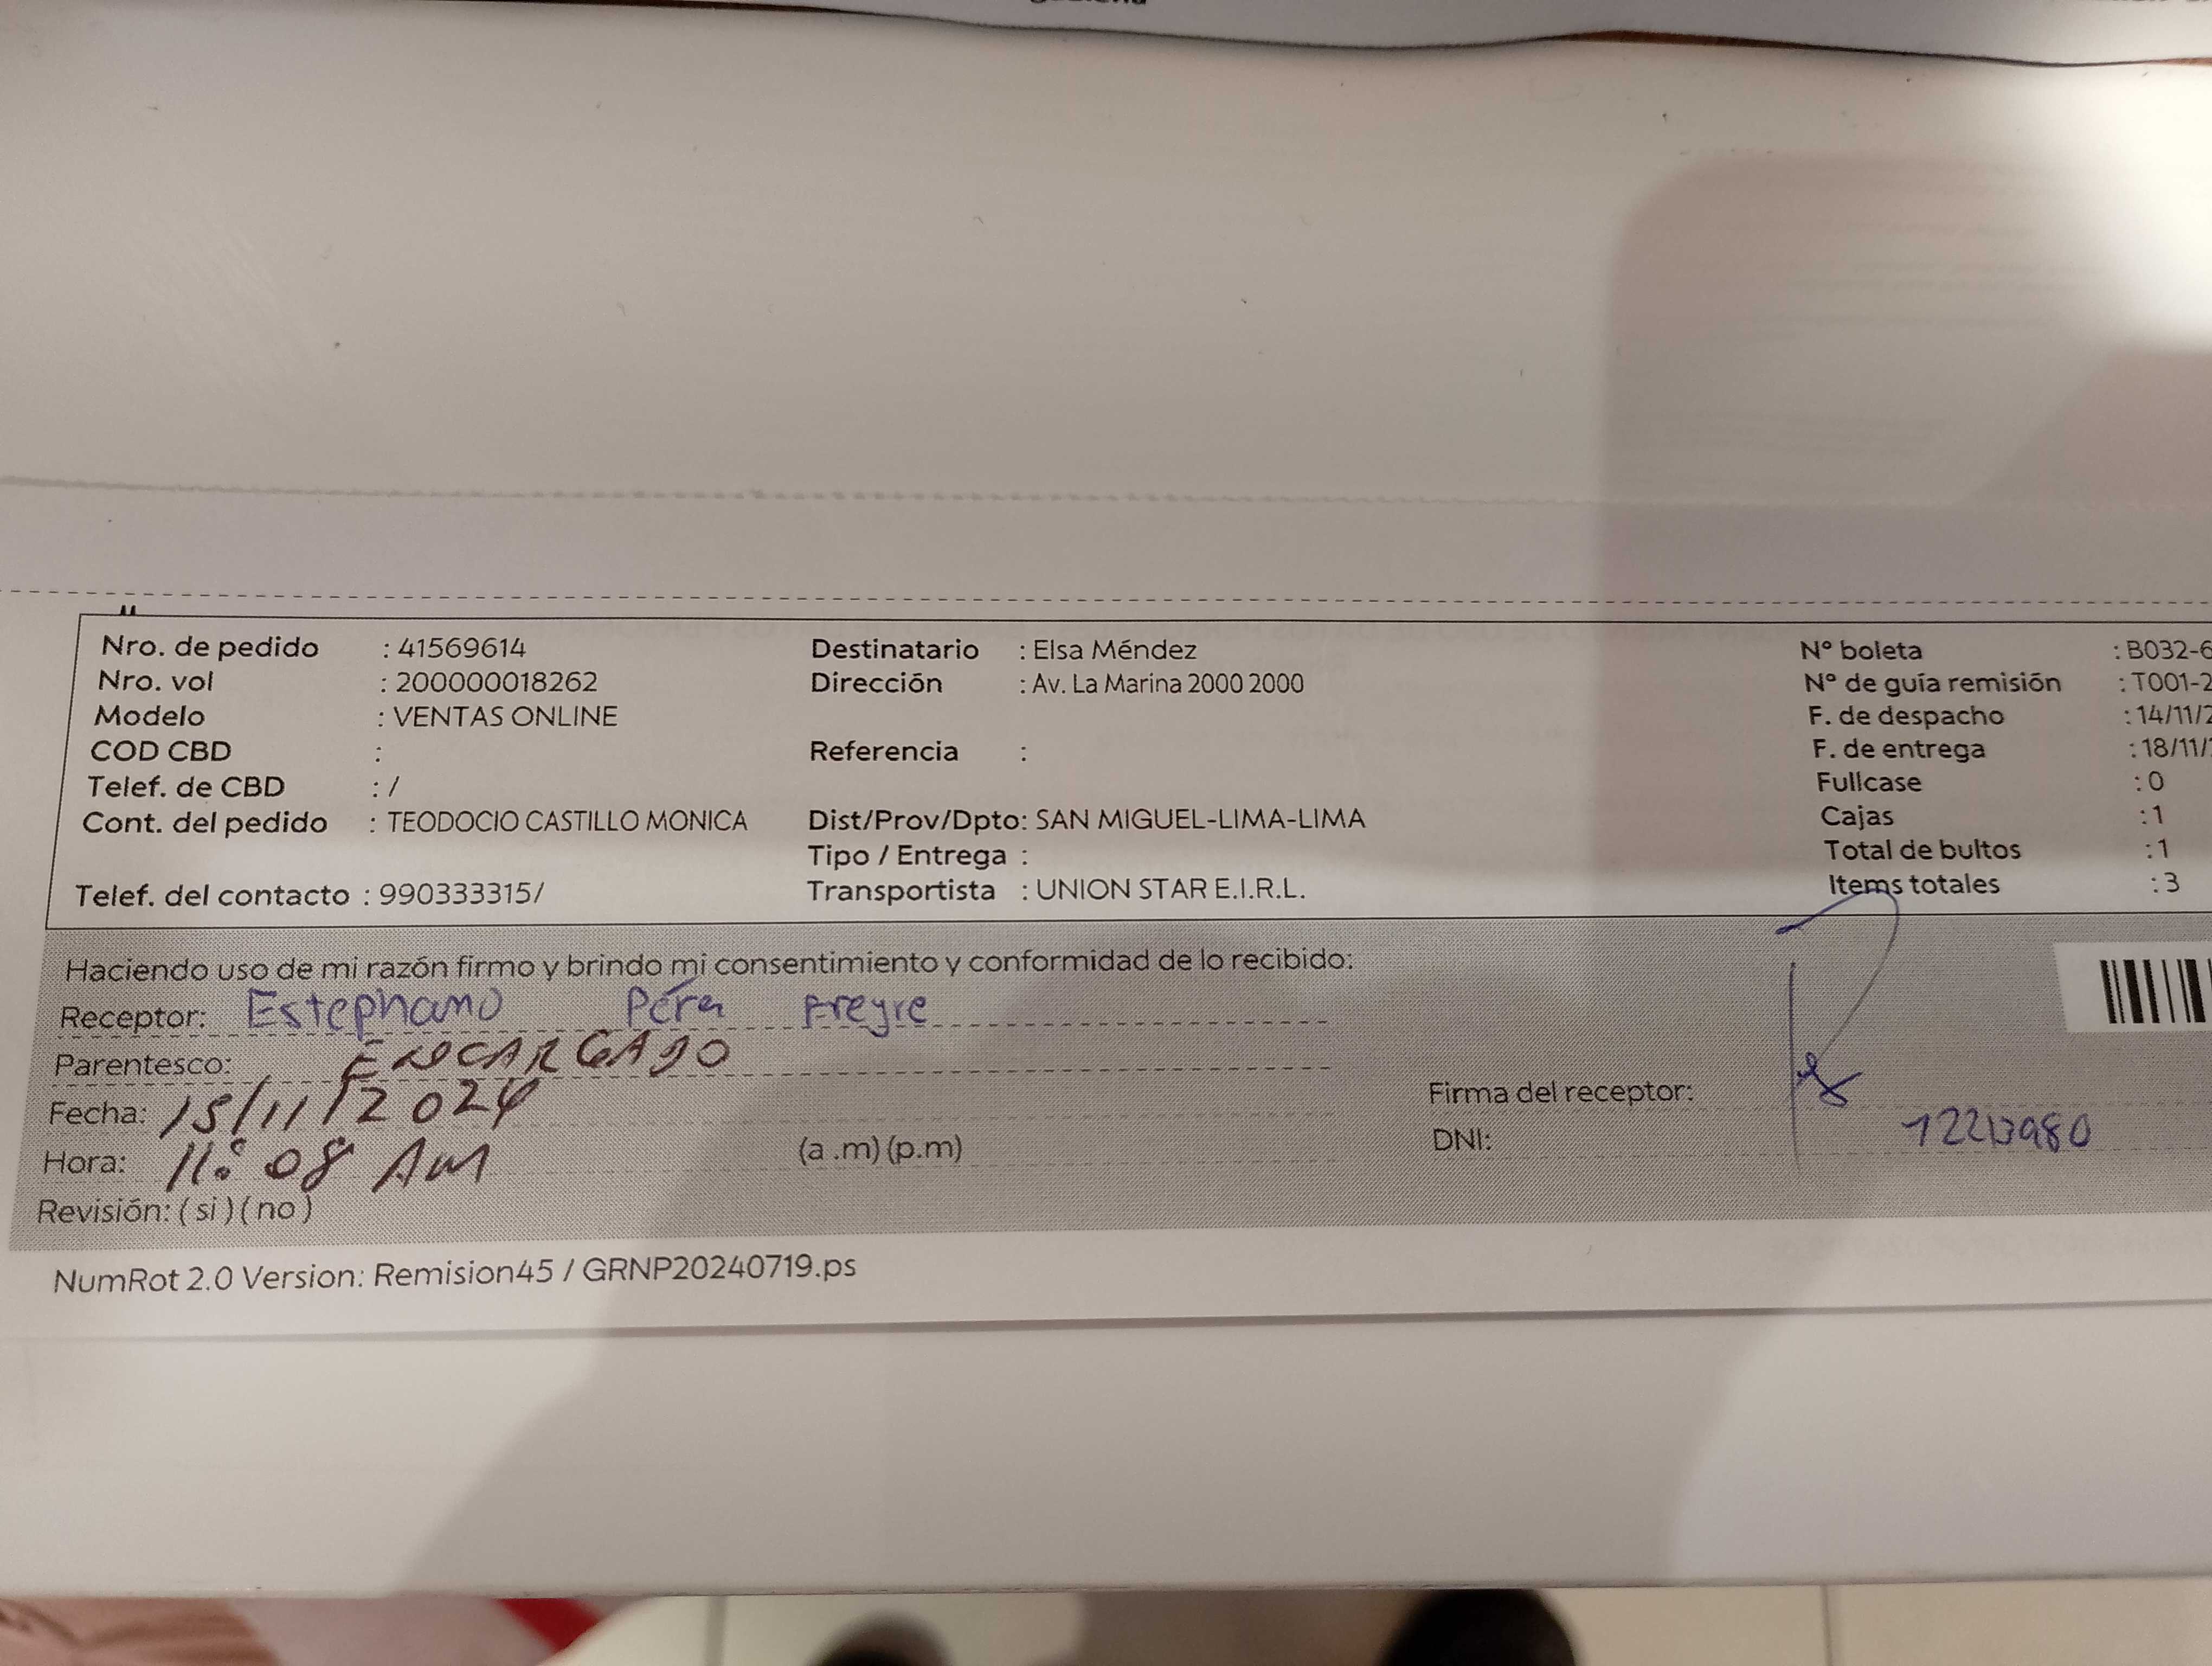 Nro. de pedido : 41569614 Destinatario : Elsa Méndez N° boleta : B032-6
Nro. vol : 200000018262 Dirección : Av. La Marina 2000 2000 N° de guía remisión : T001-2
Modelo : VENTAS ONLINE F. de despacho : 14/11/2
COD CBD : Referencia : F. de entrega : 18/11/
Telef. de CBD : / Fullcase : 0
Cont. del pedido : TEODOCIO CASTILLO MONICA Dist/Prov/Dpto: SAN MIGUEL-LIMA-LIMA Cajas : 1
Tipo / Entrega : Total de bultos : 1
Telef. del contacto : 990333315/ Transportista : UNION STAR E.I.R.L. Items totales : 3
Haciendo uso de mi razón firmo y brindo mi consentimiento y conformidad de lo recibido:
Receptor: Estephano Freyre
Parentesco: ENCARGADO
Fecha: 15/11/2024 Firma del receptor:
Hora: 11:08 AM (a .m) (p.m) DNI:
Revisión: ( si ) ( no )
NumRot 2.0 Version: Remision45 / GRNP20240719.ps